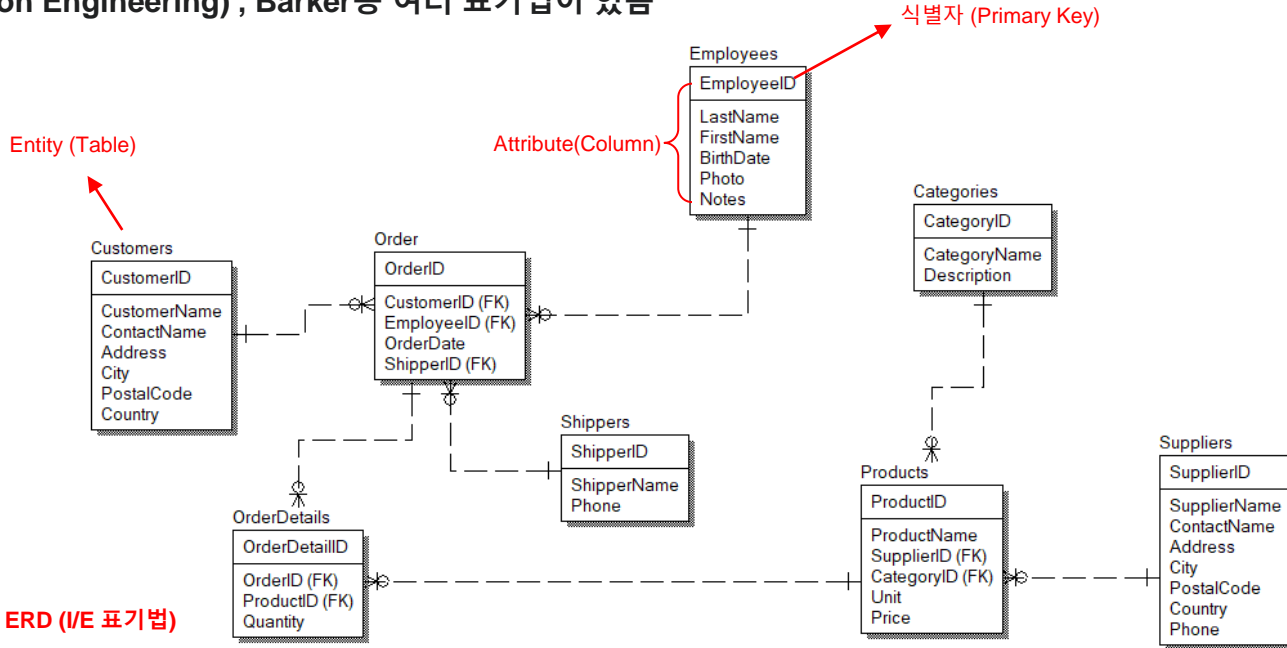 on Engineering) , Barker등 여러 표기법이 있음
식별자 (Primary Key)
Employees
EmployeeID
LastName
FirstName
BirthDate
Photo
Notes
Attribute(Column)
Entity (Table)
Categories
CategoryID
CategoryName
Description
Customers
CustomerID
CustomerName
ContactName
Address
City
PostalCode
Country
Order
OrderID
CustomerID (FK)
EmployeeID (FK)
OrderDate
ShipperID (FK)
Shippers
ShipperID
ShipperName
Phone
Suppliers
SupplierID
SupplierName
ContactName
Address
City
PostalCode
Country
Phone
Products
ProductID
ProductName
SupplierID (FK)
CategoryID (FK)
Unit
Price
OrderDetails
OrderDetailID
OrderID (FK)
ProductID (FK)
Quantity
ERD (I/E 표기법)